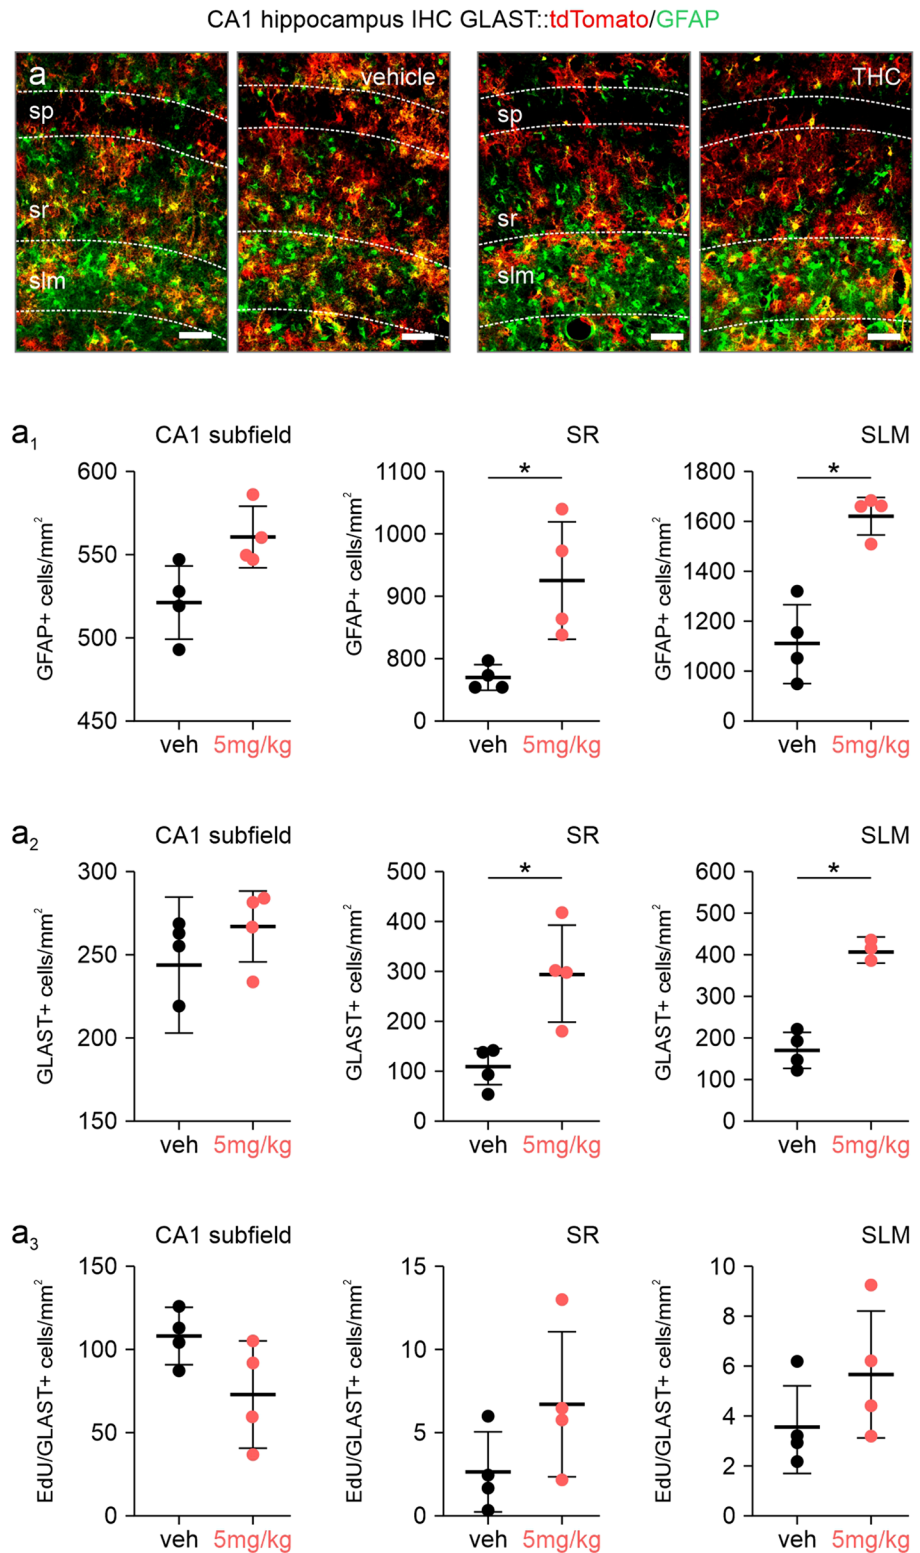 CA1 hippocampus IHC GLAST::tdTomato/GFAP
a
vehicle
THC
sp
sp
sr
sr
slm
slm
a1
CA1 subfield
SR
SLM
GFAP+ cells/mm²
600
550
500
450
veh
5mg/kg
GFAP+ cells/mm²
1100
1000
900
800
0
*
veh
5mg/kg
GFAP+ cells/mm²
1800
1600
1400
1200
1000
0
*
veh
5mg/kg
a2
CA1 subfield
SR
SLM
GLAST+ cells/mm²
300
250
200
150
veh
5mg/kg
GLAST+ cells/mm²
500
400
300
200
100
0
*
veh
5mg/kg
GLAST+ cells/mm²
600
500
400
300
200
100
0
*
veh
5mg/kg
a3
CA1 subfield
SR
SLM
EdU/GLAST+ cells/mm²
150
100
50
0
veh
5mg/kg
EdU/GLAST+ cells/mm²
15
10
5
0
veh
5mg/kg
EdU/GLAST+ cells/mm²
10
8
6
4
2
0
veh
5mg/kg